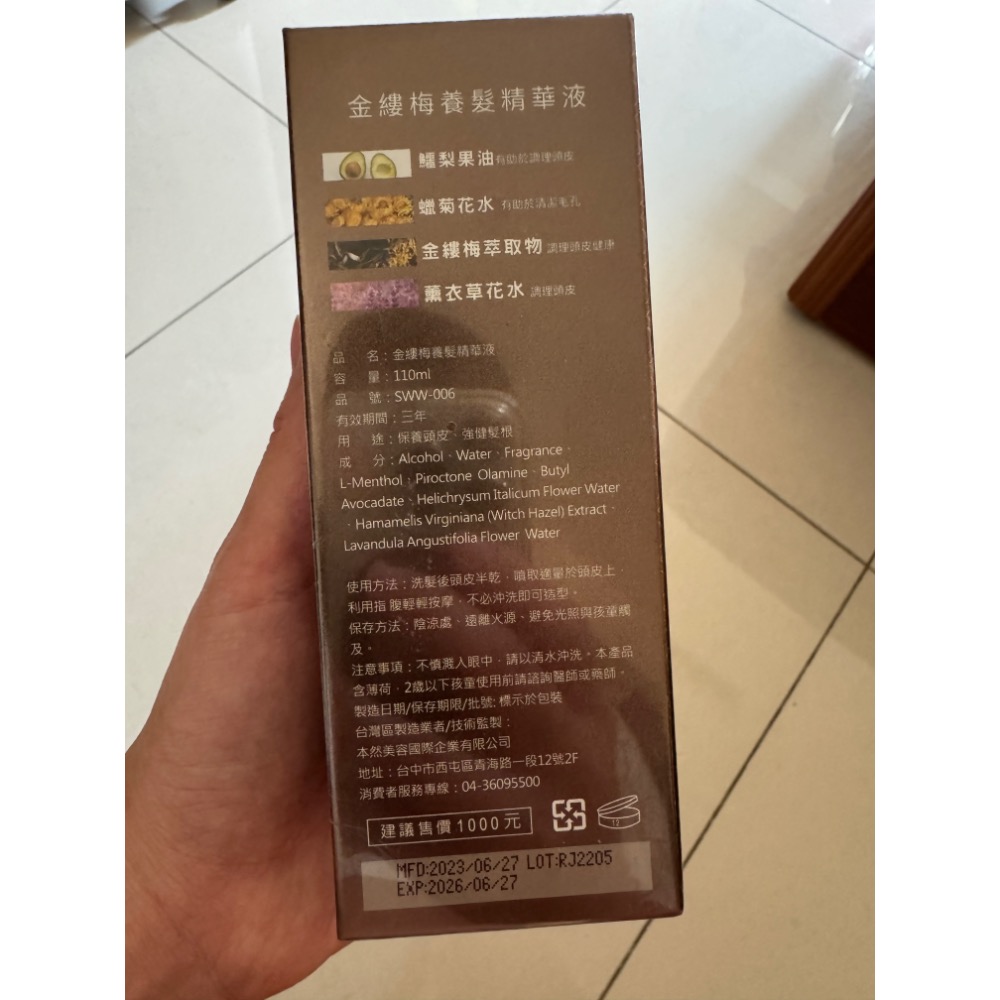 金縷梅養髮精華液
鱷梨果油 有助於調理頭皮
蠟菊花水 有助於清潔毛孔
金縷梅萃取物 調理頭皮健康
薰衣草花水 調理頭皮
品　名：金縷梅養髮精華液
容　量：110ml
品　號：SWW-006
有效期間：三年
用　途：保養頭皮、強健髮根
成　分：Alcohol、Water、Fragrance、
L-Menthol、Piroctone Olamine、Butyl
Avocadate、Helichrysum Italicum Flower Water
、Hamamelis Virginiana (Witch Hazel) Extract、
Lavandula Angustifolia Flower Water
使用方法：洗髮後頭皮半乾，噴取適量於頭皮上，
利用指 腹輕輕按摩，不必沖洗即可造型。
保存方法：陰涼處、遠離火源、避免光照與孩童觸
及。
注意事項：不慎濺入眼中，請以清水沖洗。本產品
含薄荷，2歲以下孩童使用前請諮詢醫師或藥師。
製造日期/保存期限/批號: 標示於包裝
台灣區製造業者/技術監製：
本然美容國際企業有限公司
地址：台中市西屯區青海路一段12號2F
消費者服務專線：04-36095500
建議售價1000元
MFD:2023/06/27 LOT:RJ2205
EXP:2026/06/27